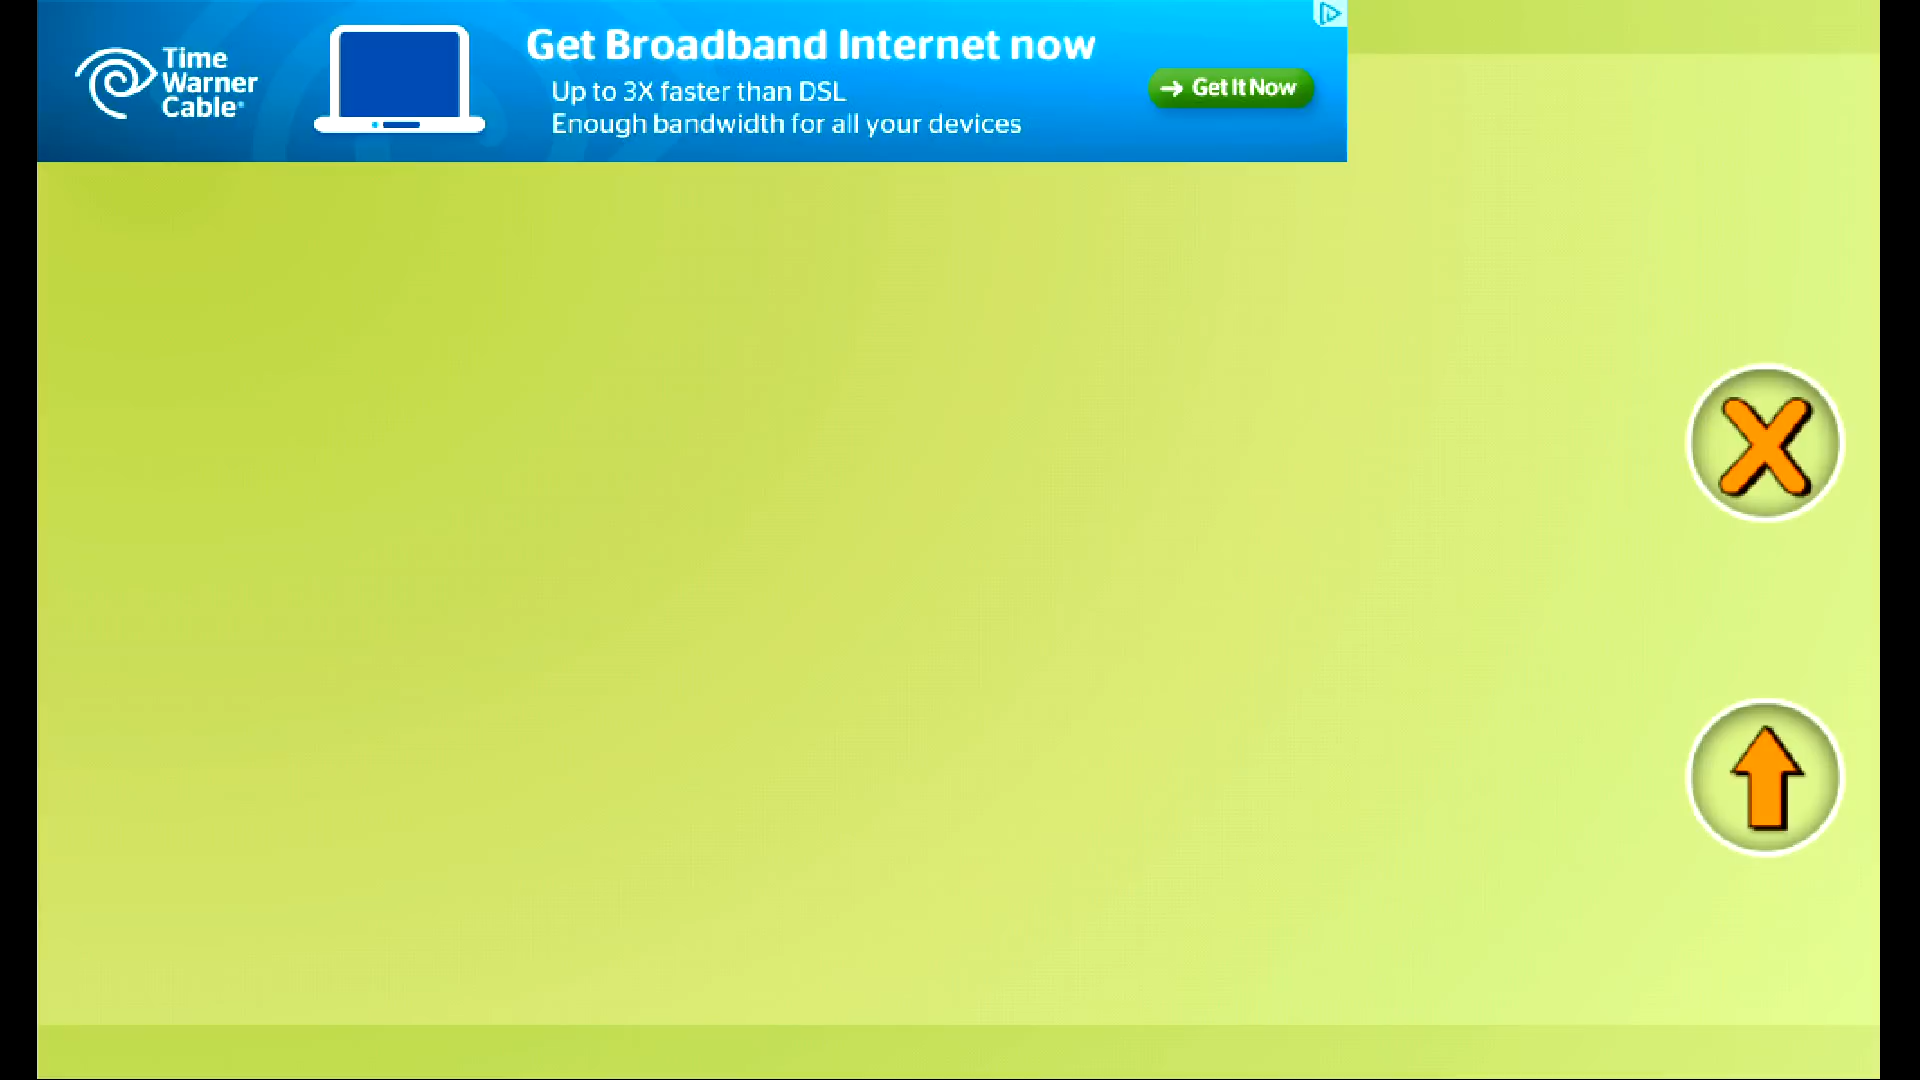 Time
Warner
Cable
Get Broadband Internet now
Up to 3X faster than DSL
Enough bandwidth for all your devices
Get It Now